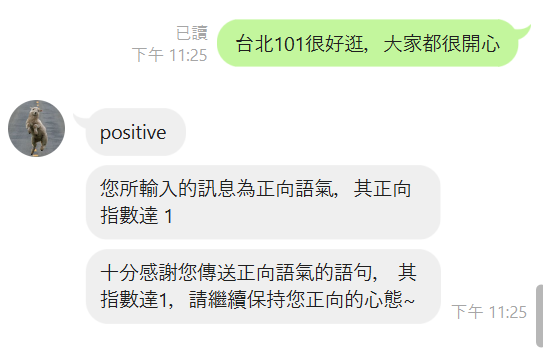 已讀
下午 11:25
台北101很好逛，大家都很開心
positive
您所輸入的訊息為正向語氣，其正向
指數達 1
十分感謝您傳送正向語氣的語句， 其
指數達1，請繼續保持您正向的心態~
下午 11:25